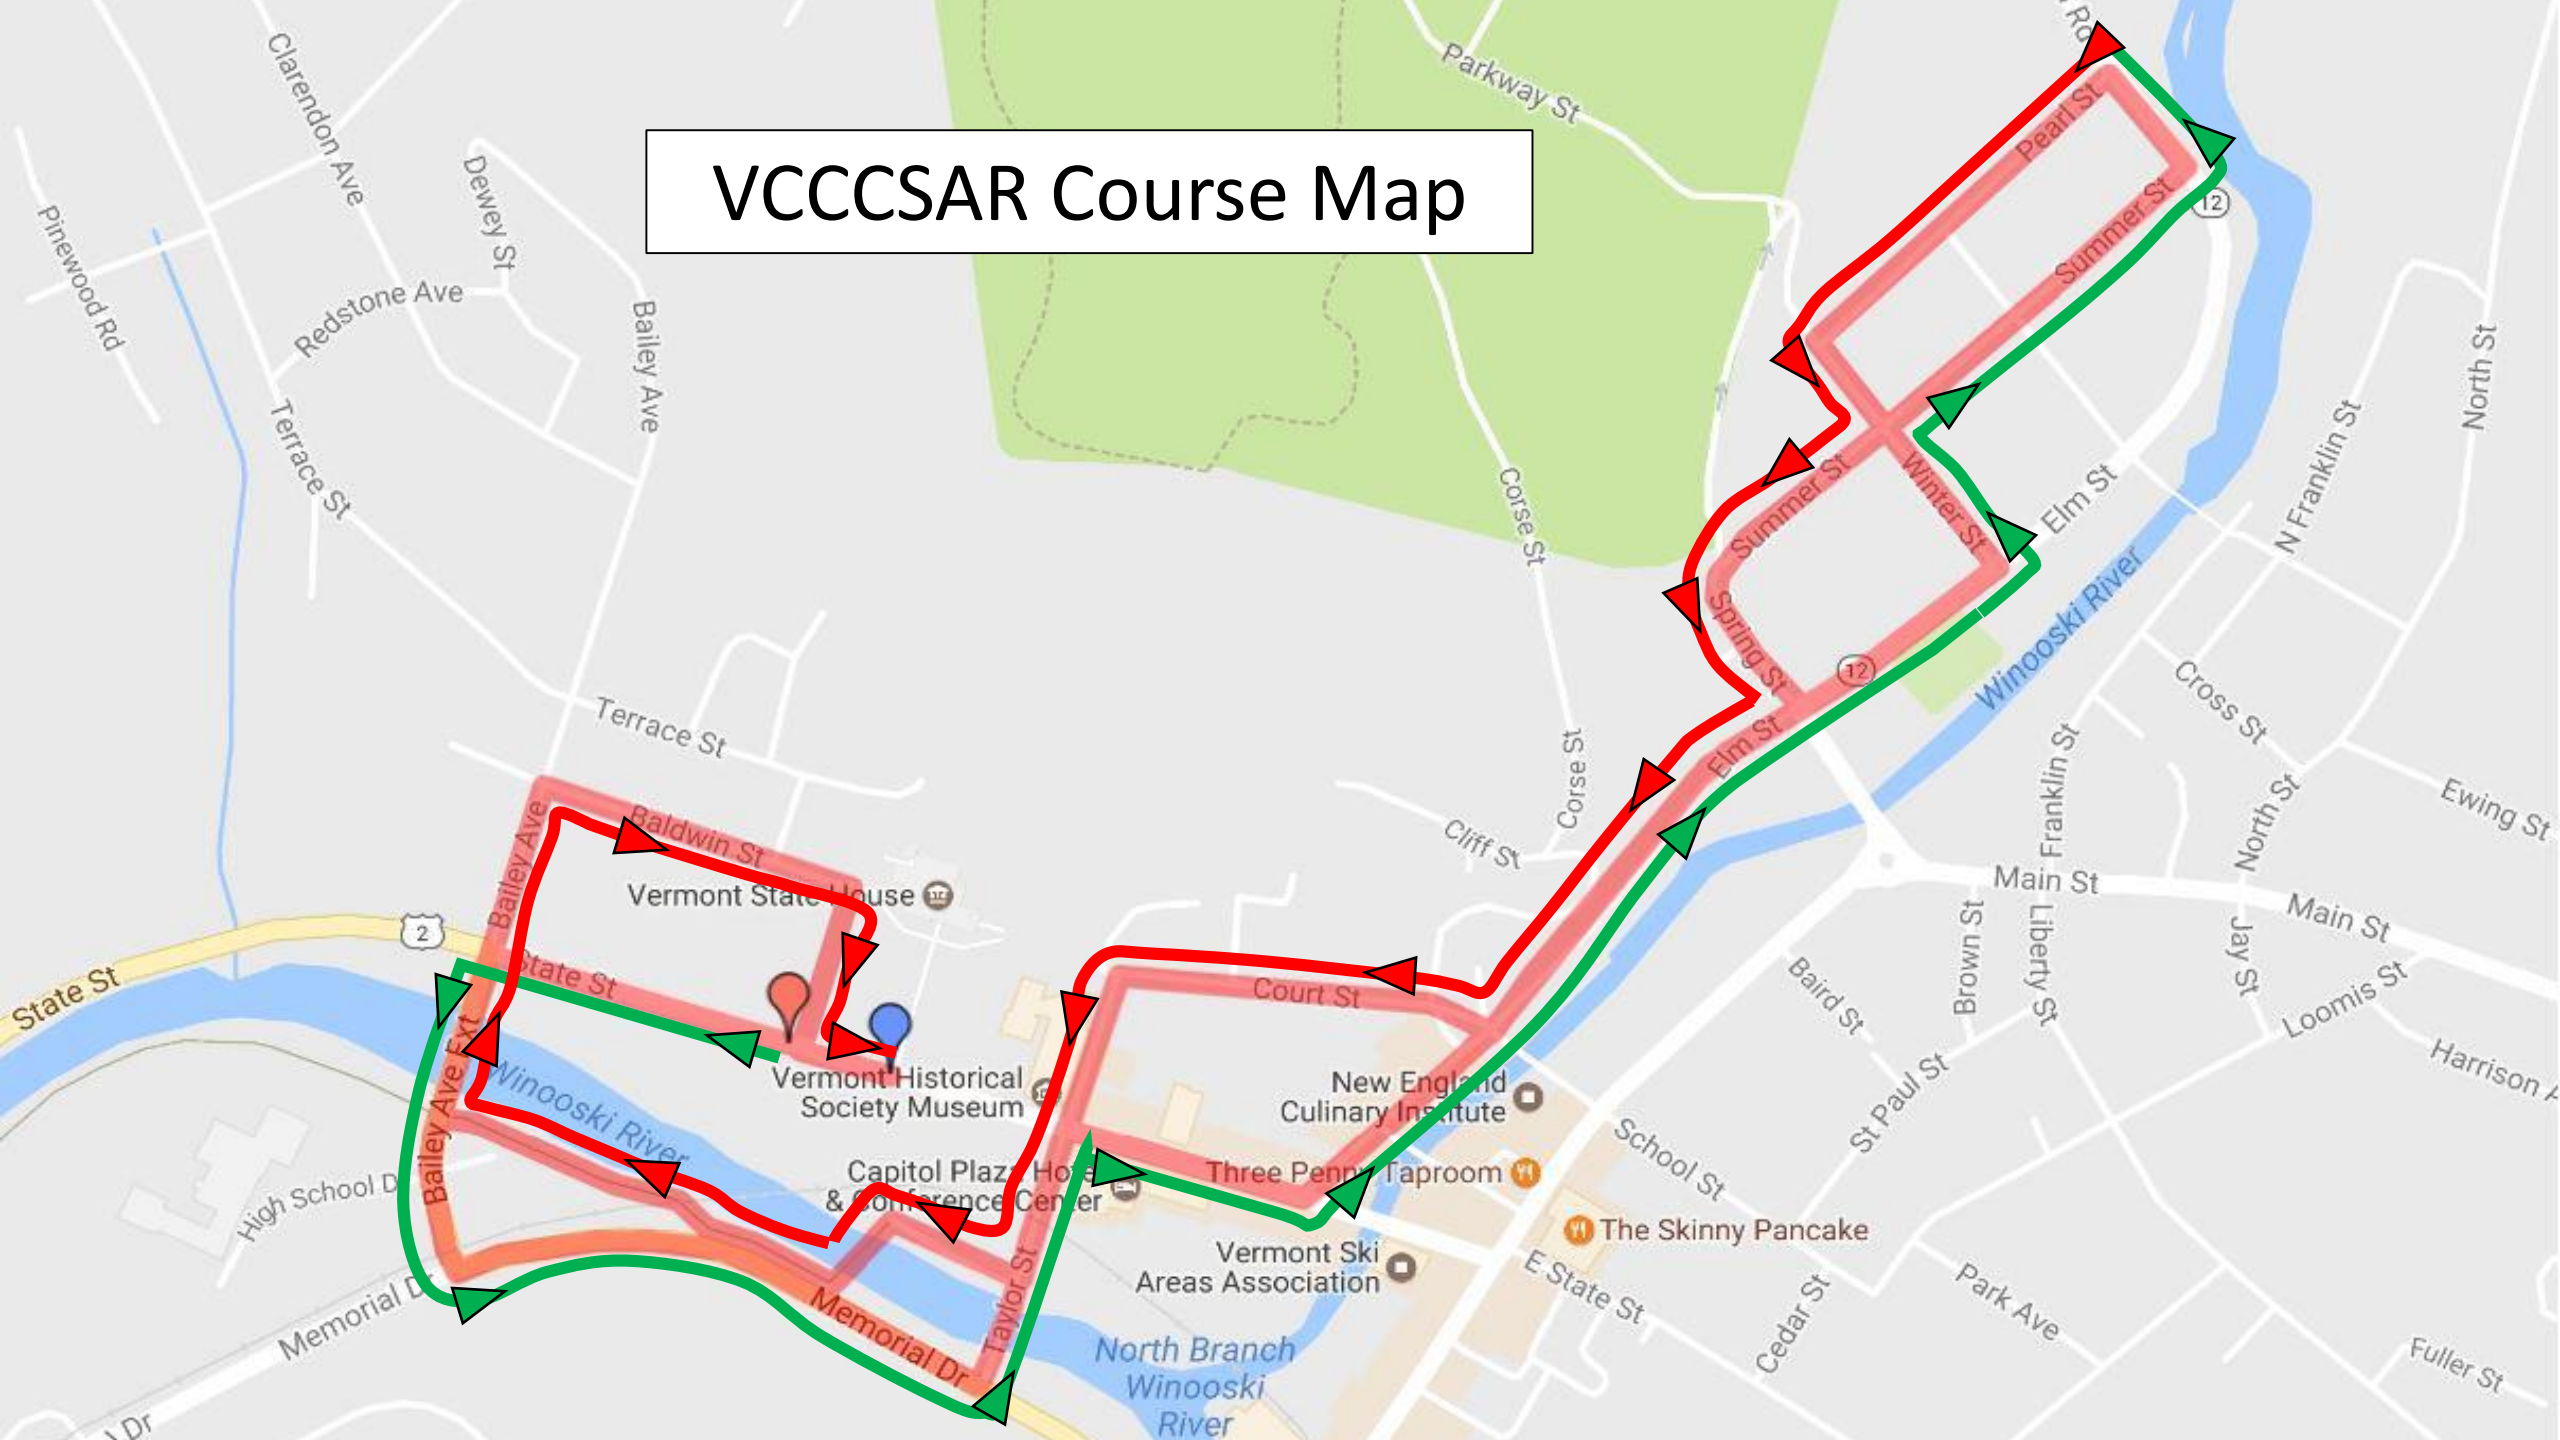 VCCCSAR Course Map
Clarendon Ave
Dewey St
Pinewood Rd
Redstone Ave
Bailey Ave
Terrace St
Terrace St
Parkway St
Rd
Pearl St
Summer St
12
Corse St
Summer St
Winter St
Elm St
N Franklin St
North St
Spring St
12
Winooski River
Cross St
Elm St
Corse St
Cliff St
Franklin St
North St
Ewing St
Main St
Main St
Baldwin St
Bailey Ave
Vermont State House
2
State St
State St
Court St
Baird St
Brown St
Liberty St
Jay St
Loomis St
Harrison A
St Paul St
School St
Bailey Ave Ext
Winooski River
Vermont Historical
Society Museum
New England
Culinary Institute
High School D
Capitol Plaza Hotel
& Conference Center
Three Penny Taproom
The Skinny Pancake
Vermont Ski
Areas Association
E State St
Cedar St
Park Ave
Fuller St
Memorial Dr
Memorial Dr
Taylor St
North Branch
Winooski
River
Dr